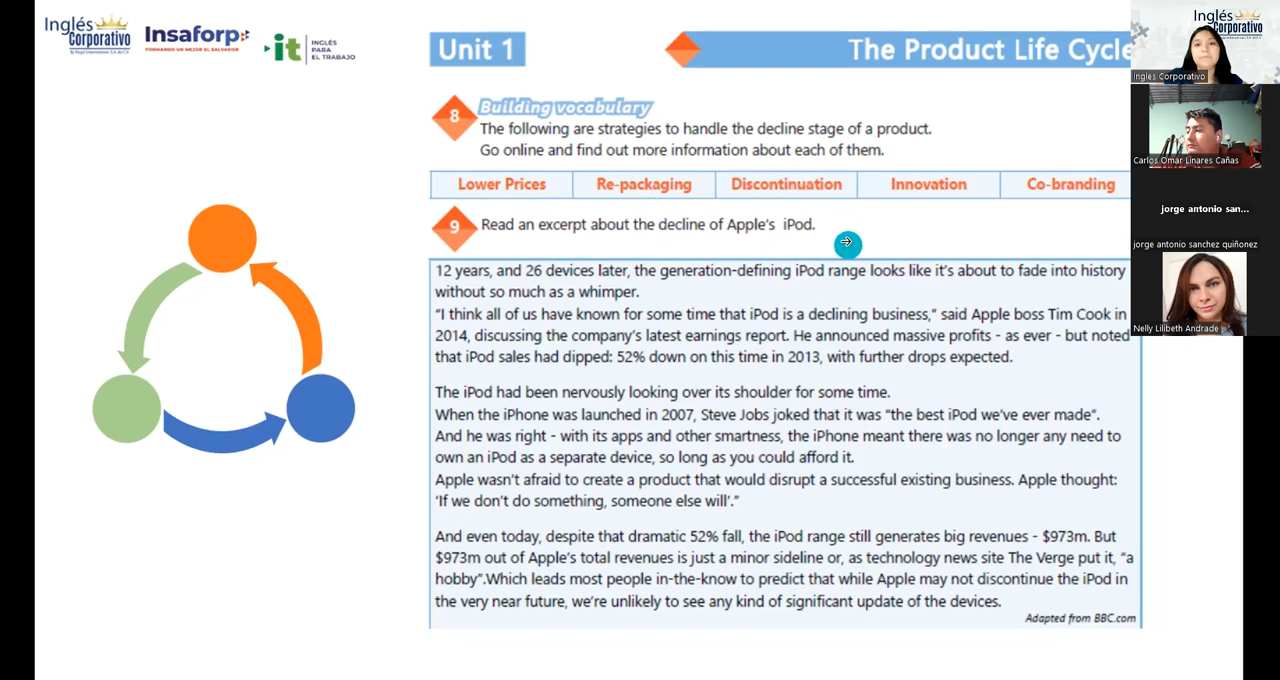 Inglés
Corporativo
By Regal International, S.A. de C.V.
Insaforp
FORMANDO UN MEJOR EL SALVADOR
it
INGLÉS
PARA
EL TRABAJO
Unit 1
The Product Life Cycle
8
Building vocabulary
The following are strategies to handle the decline stage of a product.
Go online and find out more information about each of them.
Lower Prices
Re-packaging
Discontinuation
Innovation
Co-branding
9
Read an excerpt about the decline of Apple's iPod.
12 years, and 26 devices later, the generation-defining iPod range looks like it's about to fade into history
without so much as a whimper.
“I think all of us have known for some time that iPod is a declining business,” said Apple boss Tim Cook in
2014, discussing the company's latest earnings report. He announced massive profits - as ever - but noted
that iPod sales had dipped: 52% down on this time in 2013, with further drops expected.
The iPod had been nervously looking over its shoulder for some time.
When the iPhone was launched in 2007, Steve Jobs joked that it was “the best iPod we've ever made”.
And he was right - with its apps and other smartness, the iPhone meant there was no longer any need to
own an iPod as a separate device, so long as you could afford it.
Apple wasn't afraid to create a product that would disrupt a successful existing business. Apple thought:
‘If we don't do something, someone else will’.”
And even today, despite that dramatic 52% fall, the iPod range still generates big revenues - $973m. But
$973m out of Apple's total revenues is just a minor sideline or, as technology news site The Verge put it, “a
hobby”.Which leads most people in-the-know to predict that while Apple may not discontinue the iPod in
the very near future, we're unlikely to see any kind of significant update of the devices.
Adapted from BBC.com
Inglés
Corporativo
Ingles Corporativo
Carlos Omar Linares Cañas
jorge antonio san...
jorge antonio sanchez quiñonez
Nelly Lilibeth Andrade